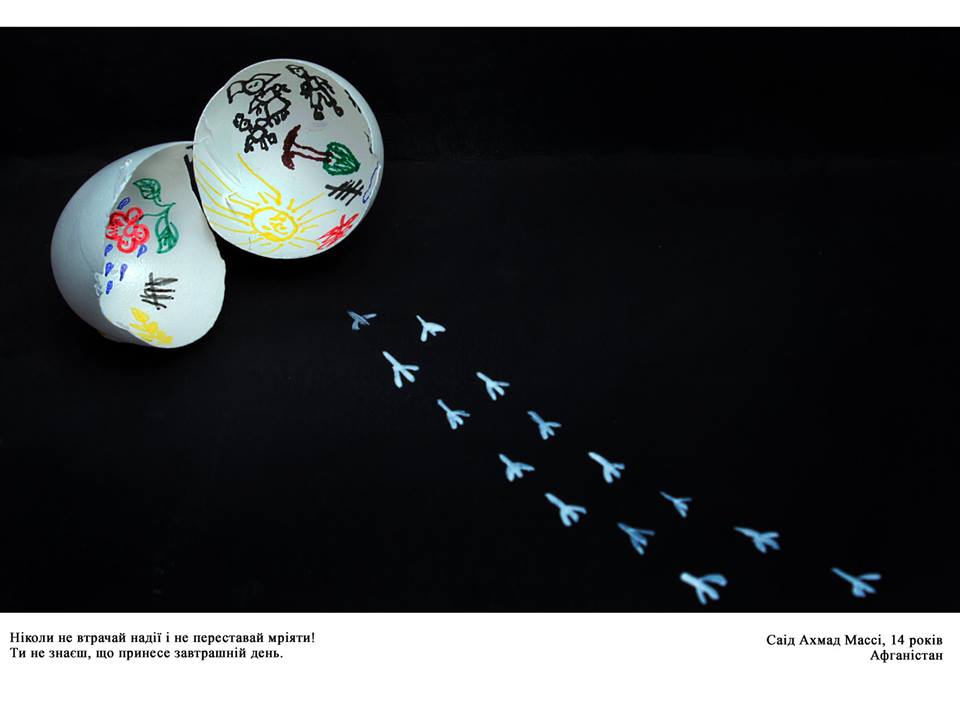 Ніколи не втрачай надії і не переставай мріяти!
Ти не знаєш, що принесе завтрашній день.
Саід Ахмад Массі, 14 років
Афганістан